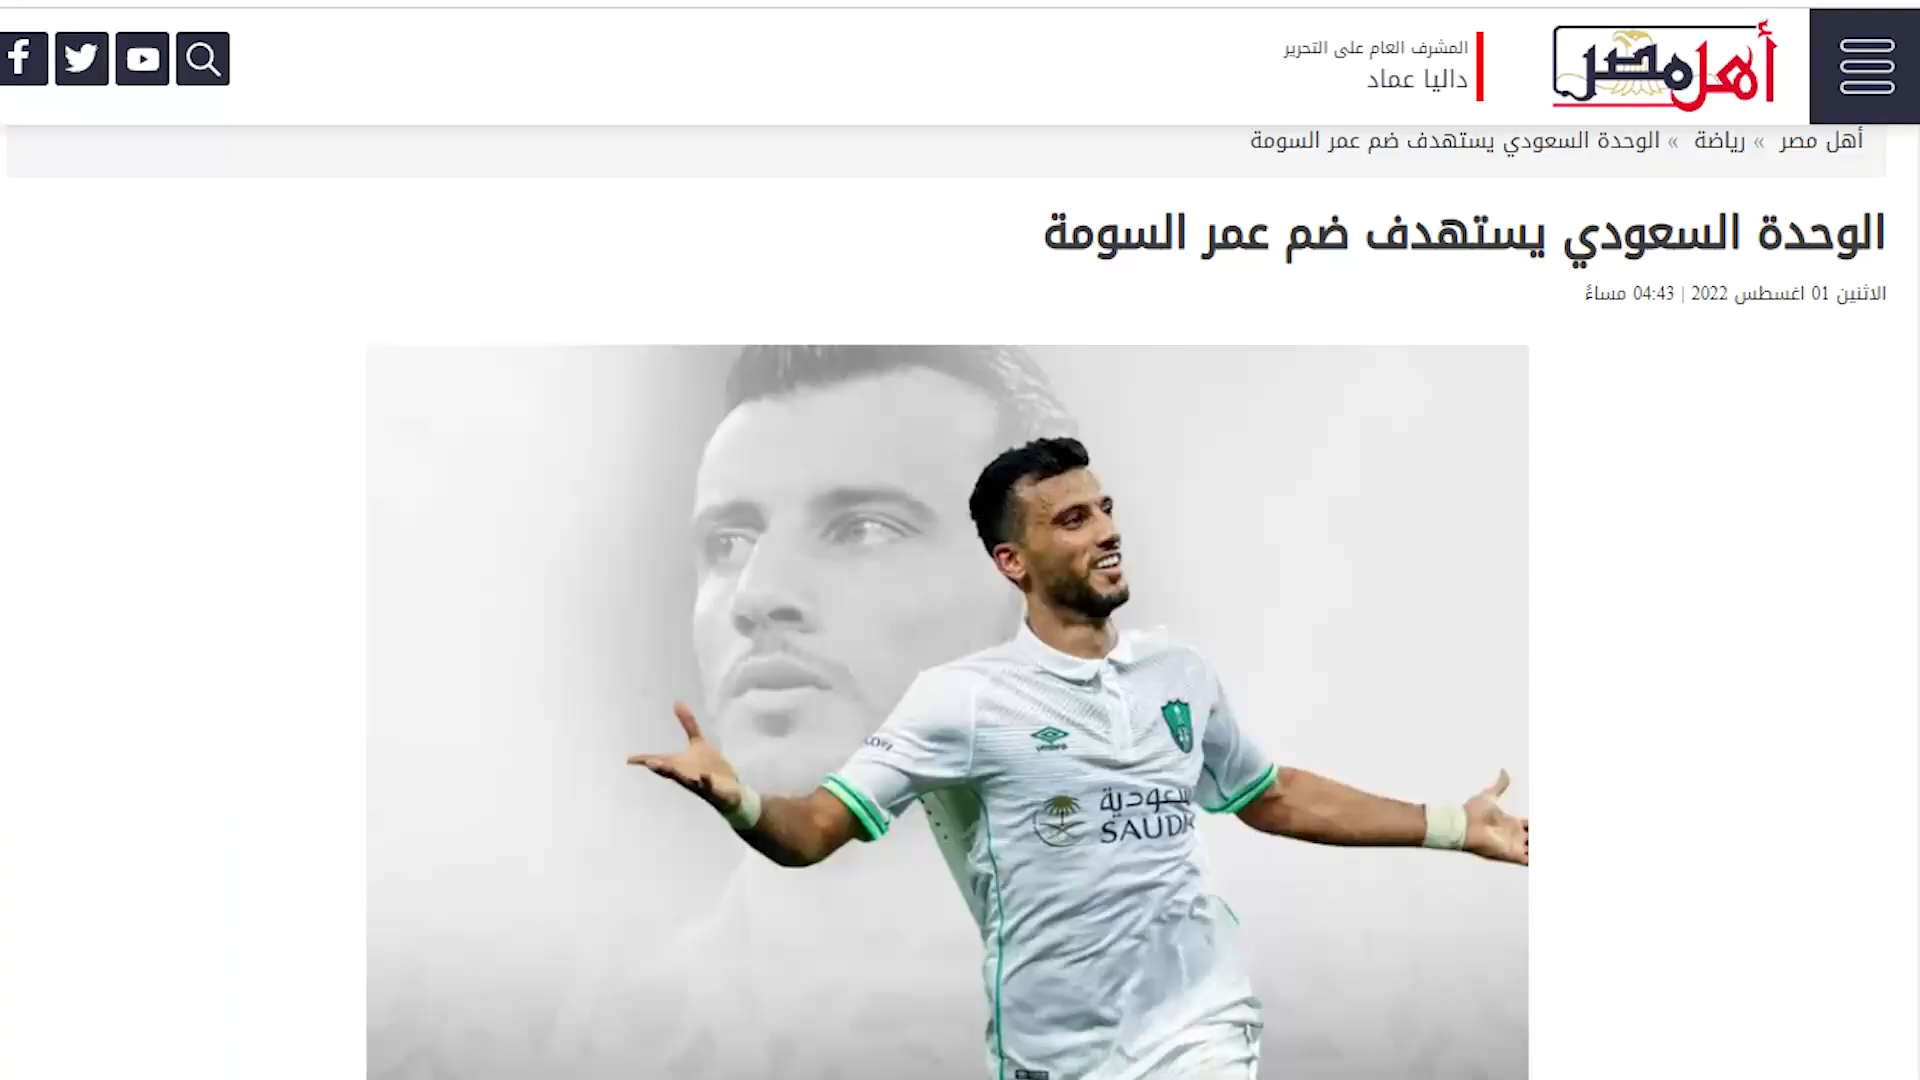 أهل مصر
المشرف العام على التحرير
داليا عماد
أهل مصر » رياضة » الوحدة السعودي يستهدف ضم عمر السومة
الوحدة السعودي يستهدف ضم عمر السومة
الاثنين 01 اغسطس 2022 | 04:43 مساءً
umbro
السعودية
SAUDI